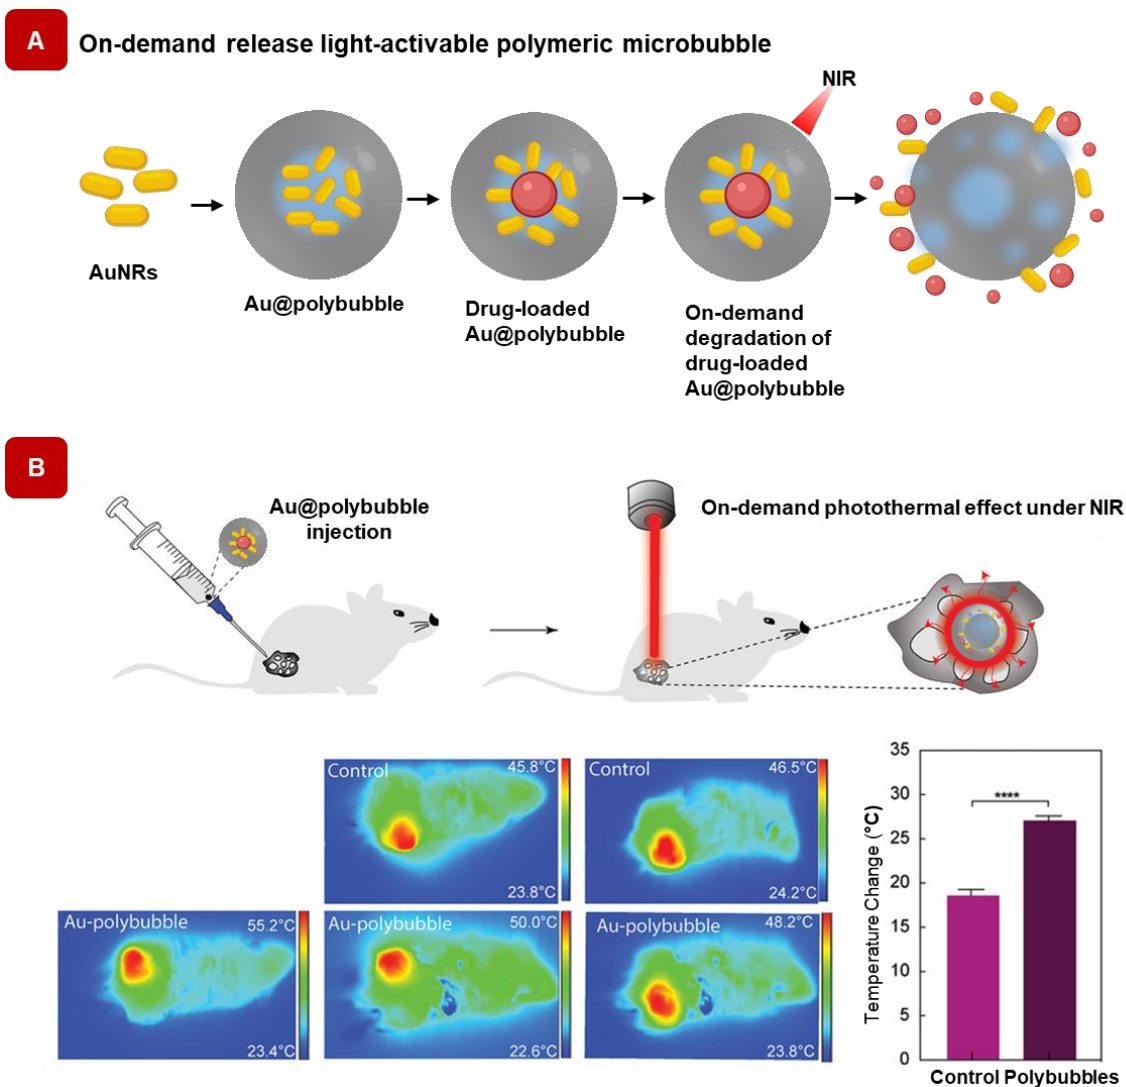 A
On-demand release light-activable polymeric microbubble
NIR
AuNRs
Au@polybubble
Drug-loaded
Au@polybubble
On-demand
degradation of
drug-loaded
Au@polybubble
B
Au@polybubble
injection
On-demand photothermal effect under NIR
Control
45.8°C
23.8°C
Control
46.5°C
24.2°C
Au-polybubble
55.2°C
23.4°C
Au-polybubble
50.0°C
22.6°C
Au-polybubble
48.2°C
23.8°C
Temperature Change (°C)
35
30
25
20
15
10
5
0
****
Control Polybubbles